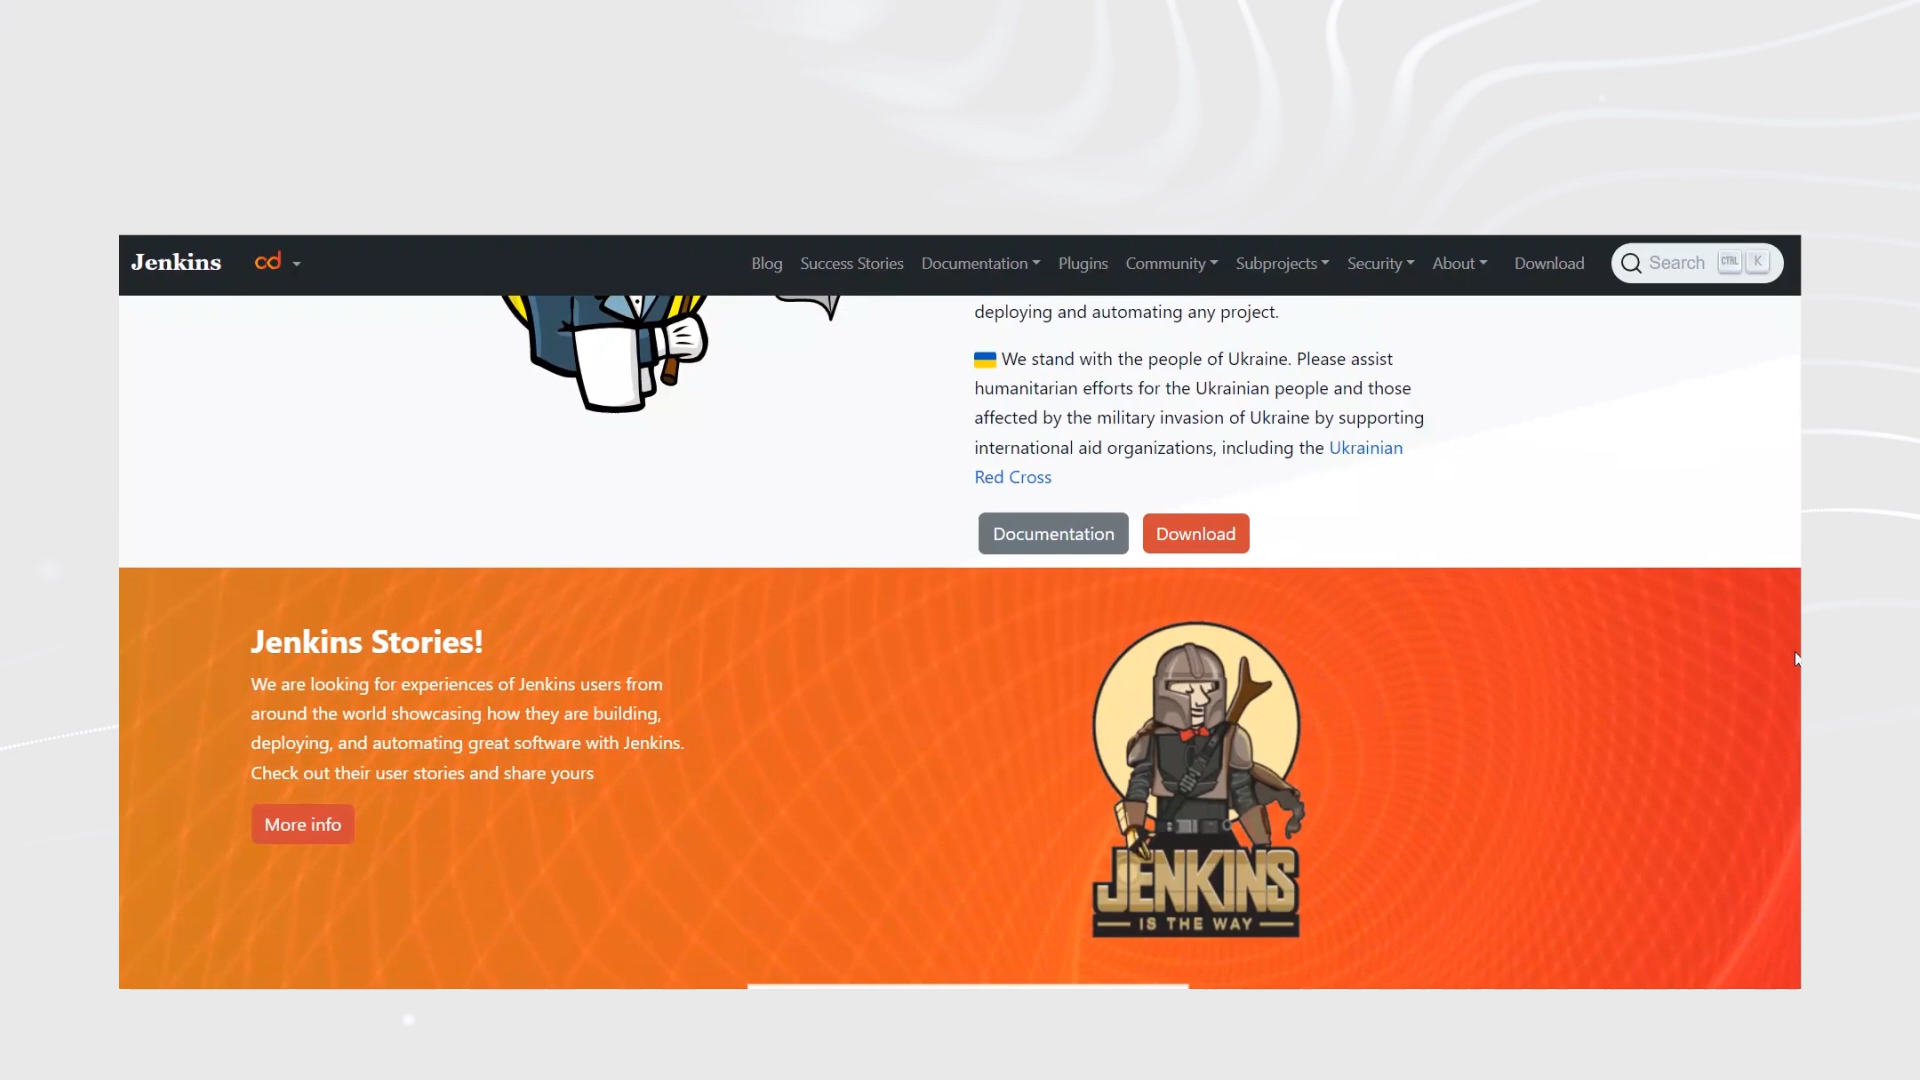 Jenkins cd Blog Success Stories Documentation Plugins Community Subprojects Security About Download Search CTRL K
deploying and automating any project.
We stand with the people of Ukraine. Please assist
humanitarian efforts for the Ukrainian people and those
affected by the military invasion of Ukraine by supporting
international aid organizations, including the Ukrainian
Red Cross
Documentation Download
Jenkins Stories!
We are looking for experiences of Jenkins users from
around the world showcasing how they are building,
deploying, and automating great software with Jenkins.
Check out their user stories and share yours
More info
JENKINS
IS THE WAY